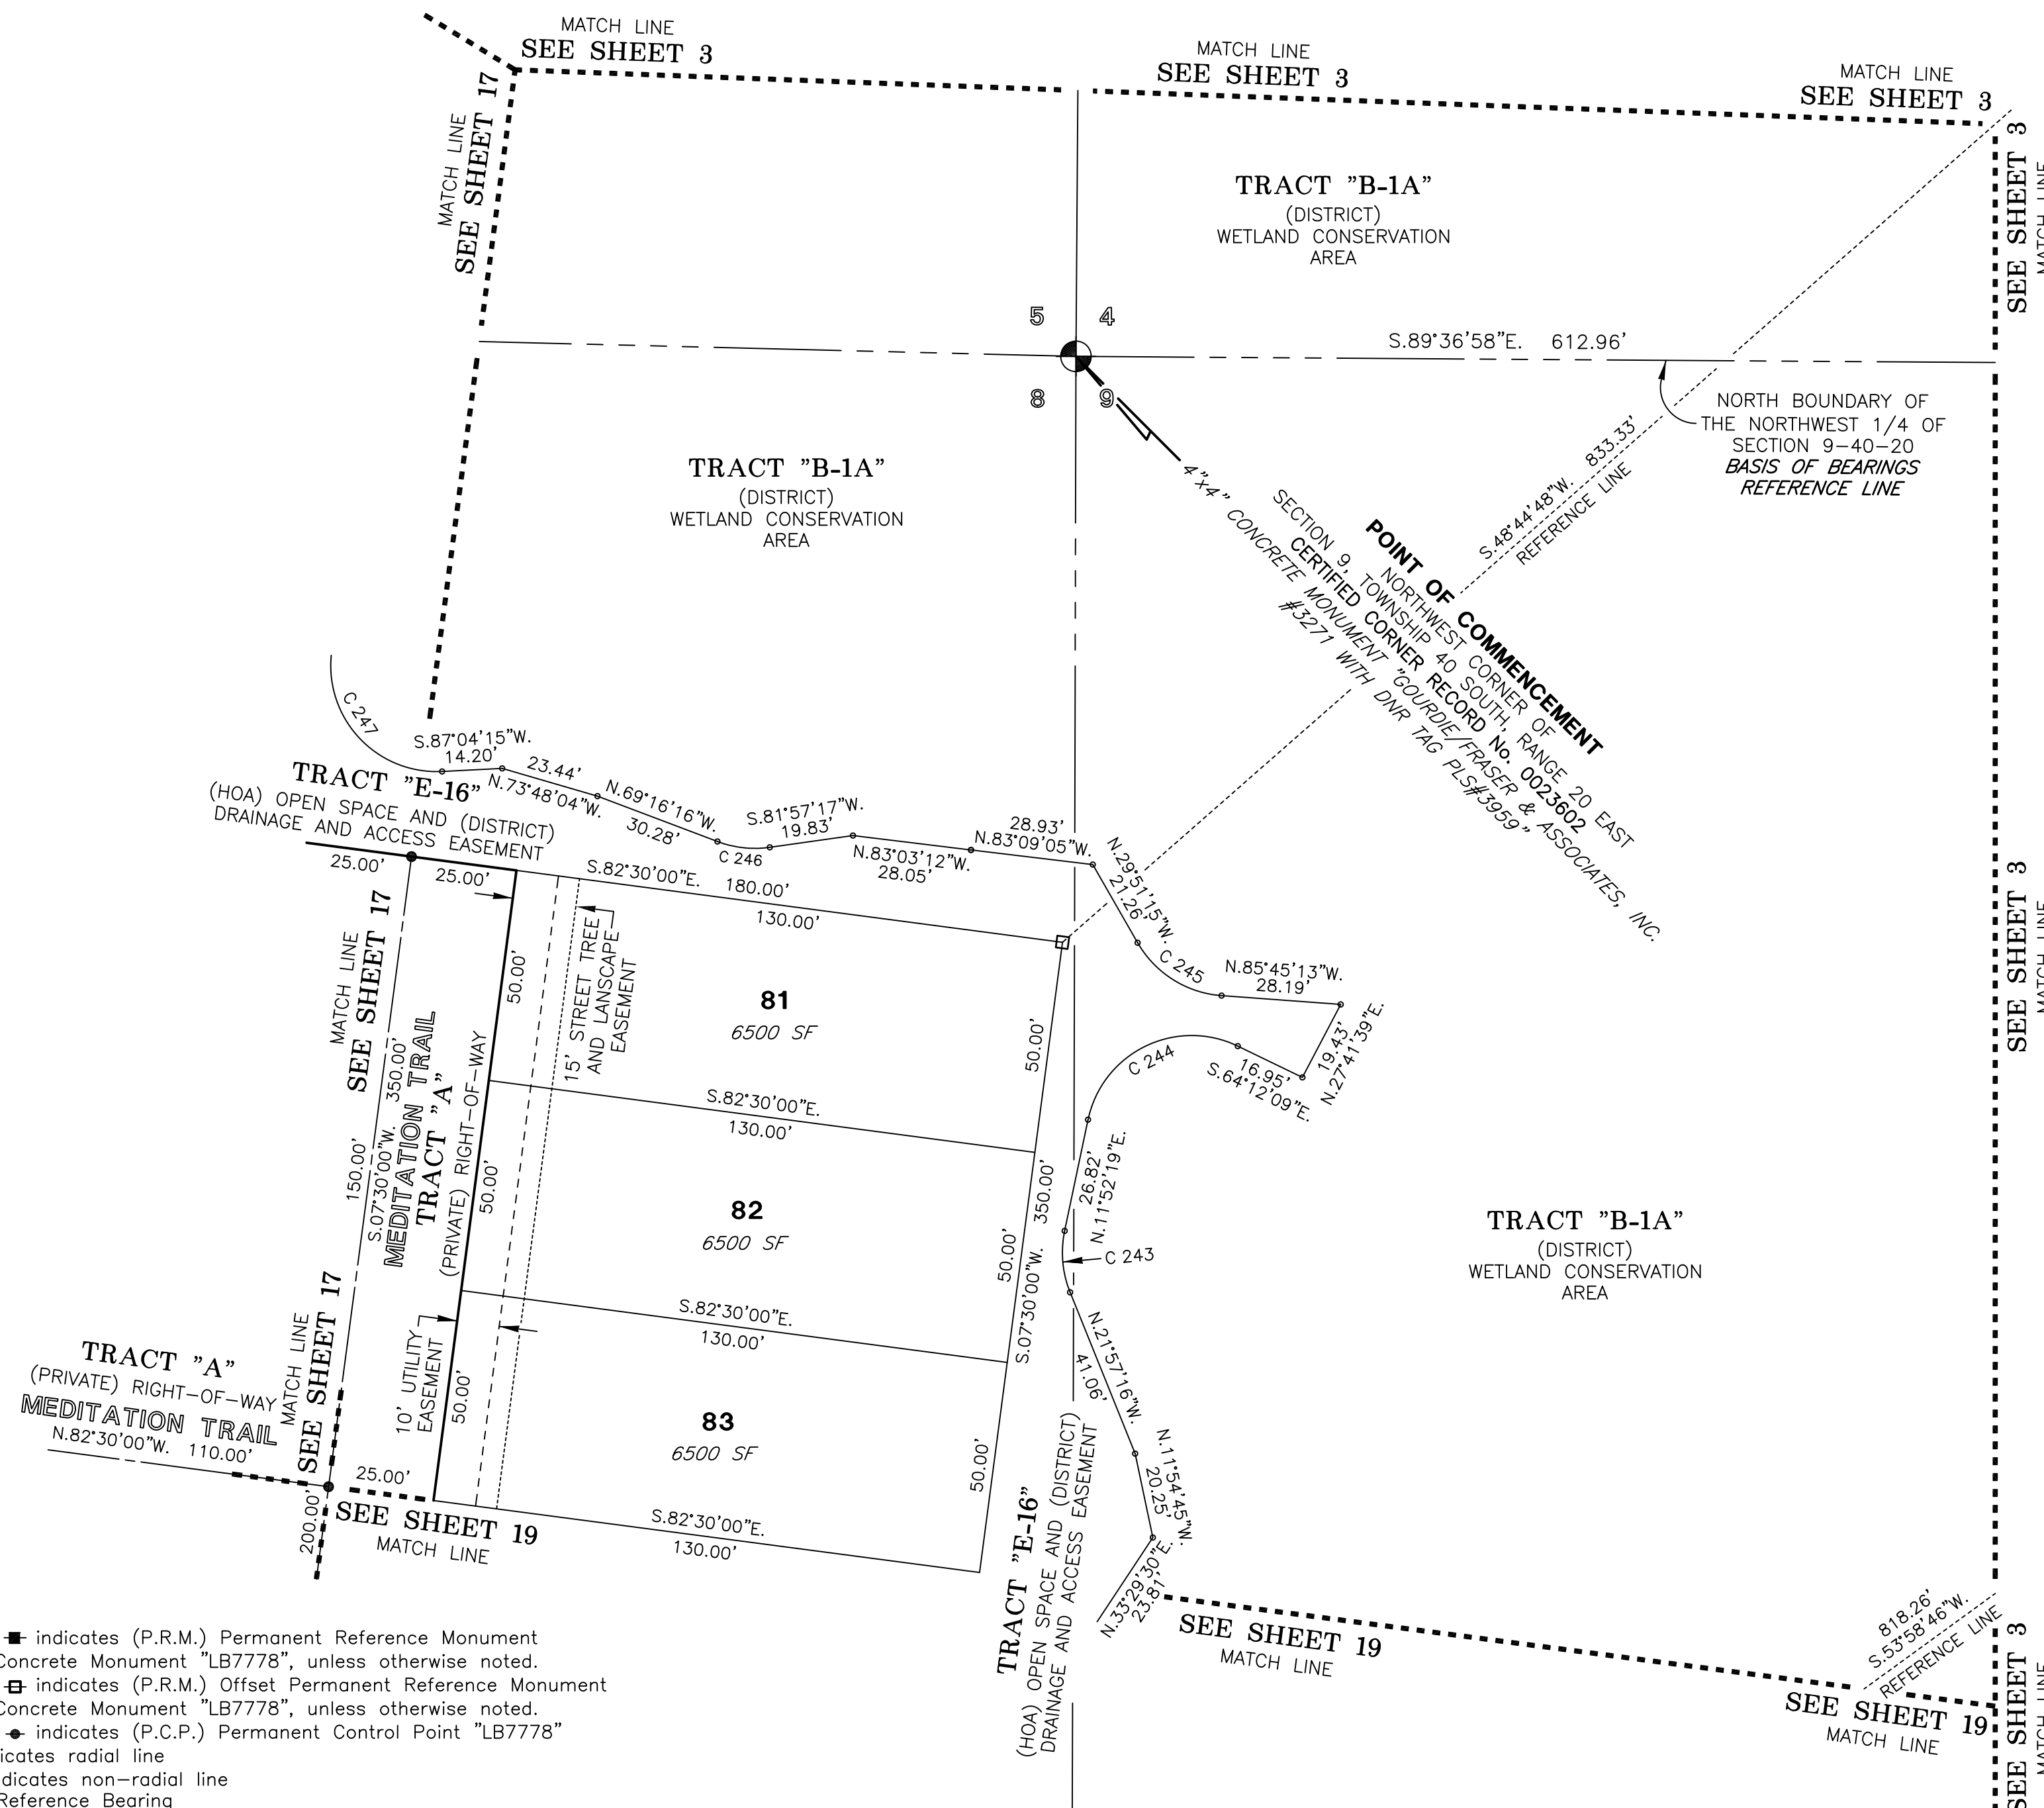 MATCH LINE
SEE SHEET 3
MATCH LINE
SEE SHEET 3
MATCH LINE
SEE SHEET 3
MATCH LINE
SEE SHEET 17
SEE SHEET 3
MATCH LINE
TRACT "B-1A"
(DISTRICT)
WETLAND CONSERVATION
AREA
5
4
8
9
S.89°36'58"E. 612.96'
NORTH BOUNDARY OF
THE NORTHWEST 1/4 OF
SECTION 9-40-20
BASIS OF BEARINGS
REFERENCE LINE
S.48°44'48"W. 833.33'
REFERENCE LINE
TRACT "B-1A"
(DISTRICT)
WETLAND CONSERVATION
AREA
POINT OF COMMENCEMENT
NORTHWEST CORNER OF
SECTION 9, TOWNSHIP 40 SOUTH, RANGE 20 EAST
CERTIFIED CORNER RECORD No. 0023602
4"x4" CONCRETE MONUMENT "GOURDIE/FRASER & ASSOCIATES, INC.
#3271 WITH DNR TAG PLS#3959"
C 247
S.87°04'15"W.
14.20'
23.44'
N.73°48'04"W.
N.69°16'16"W.
30.28'
C 246
S.81°57'17"W.
19.83'
N.83°03'12"W.
28.05'
28.93'
N.83°09'05"W.
N.29°51'15"W.
21.26'
C 245
N.85°45'13"W.
28.19'
19.43'
N.27°41'39"E.
16.95'
S.64°12'09"E.
C 244
26.82'
N.11°52'19"E.
C 243
N.21°57'16"W.
41.06'
N.11°54'45"W.
20.25'
N.33°29'30"E.
23.81'
TRACT "E-16"
(HOA) OPEN SPACE AND (DISTRICT)
DRAINAGE AND ACCESS EASEMENT
25.00'
25.00'
S.82°30'00"E. 180.00'
130.00'
MATCH LINE
SEE SHEET 17
350.00'
S.07°30'00"W.
150.00'
MEDITATION TRAIL
TRACT "A"
(PRIVATE) RIGHT-OF-WAY
50.00'
15' STREET TREE
AND LANSCAPE
EASEMENT
81
6500 SF
50.00'
S.82°30'00"E.
130.00'
50.00'
82
6500 SF
50.00'
S.07°30'00"W. 350.00'
S.82°30'00"E.
130.00'
10' UTILITY
EASEMENT
50.00'
83
6500 SF
50.00'
S.82°30'00"E.
130.00'
TRACT "A"
(PRIVATE) RIGHT-OF-WAY
MEDITATION TRAIL
N.82°30'00"W. 110.00'
MATCH LINE
SEE SHEET 17
200.00'
25.00'
SEE SHEET 19
MATCH LINE
TRACT "E-16"
(HOA) OPEN SPACE AND (DISTRICT)
DRAINAGE AND ACCESS EASEMENT
TRACT "B-1A"
(DISTRICT)
WETLAND CONSERVATION
AREA
SEE SHEET 3
MATCH LINE
SEE SHEET 19
MATCH LINE
818.26'
S.53°58'46"W.
REFERENCE LINE
SEE SHEET 19
MATCH LINE
SEE SHEET 3
MATCH LINE
indicates (P.R.M.) Permanent Reference Monument
Concrete Monument "LB7778", unless otherwise noted.
indicates (P.R.M.) Offset Permanent Reference Monument
Concrete Monument "LB7778", unless otherwise noted.
indicates (P.C.P.) Permanent Control Point "LB7778"
icates radial line
dicates non-radial line
Reference Bearing